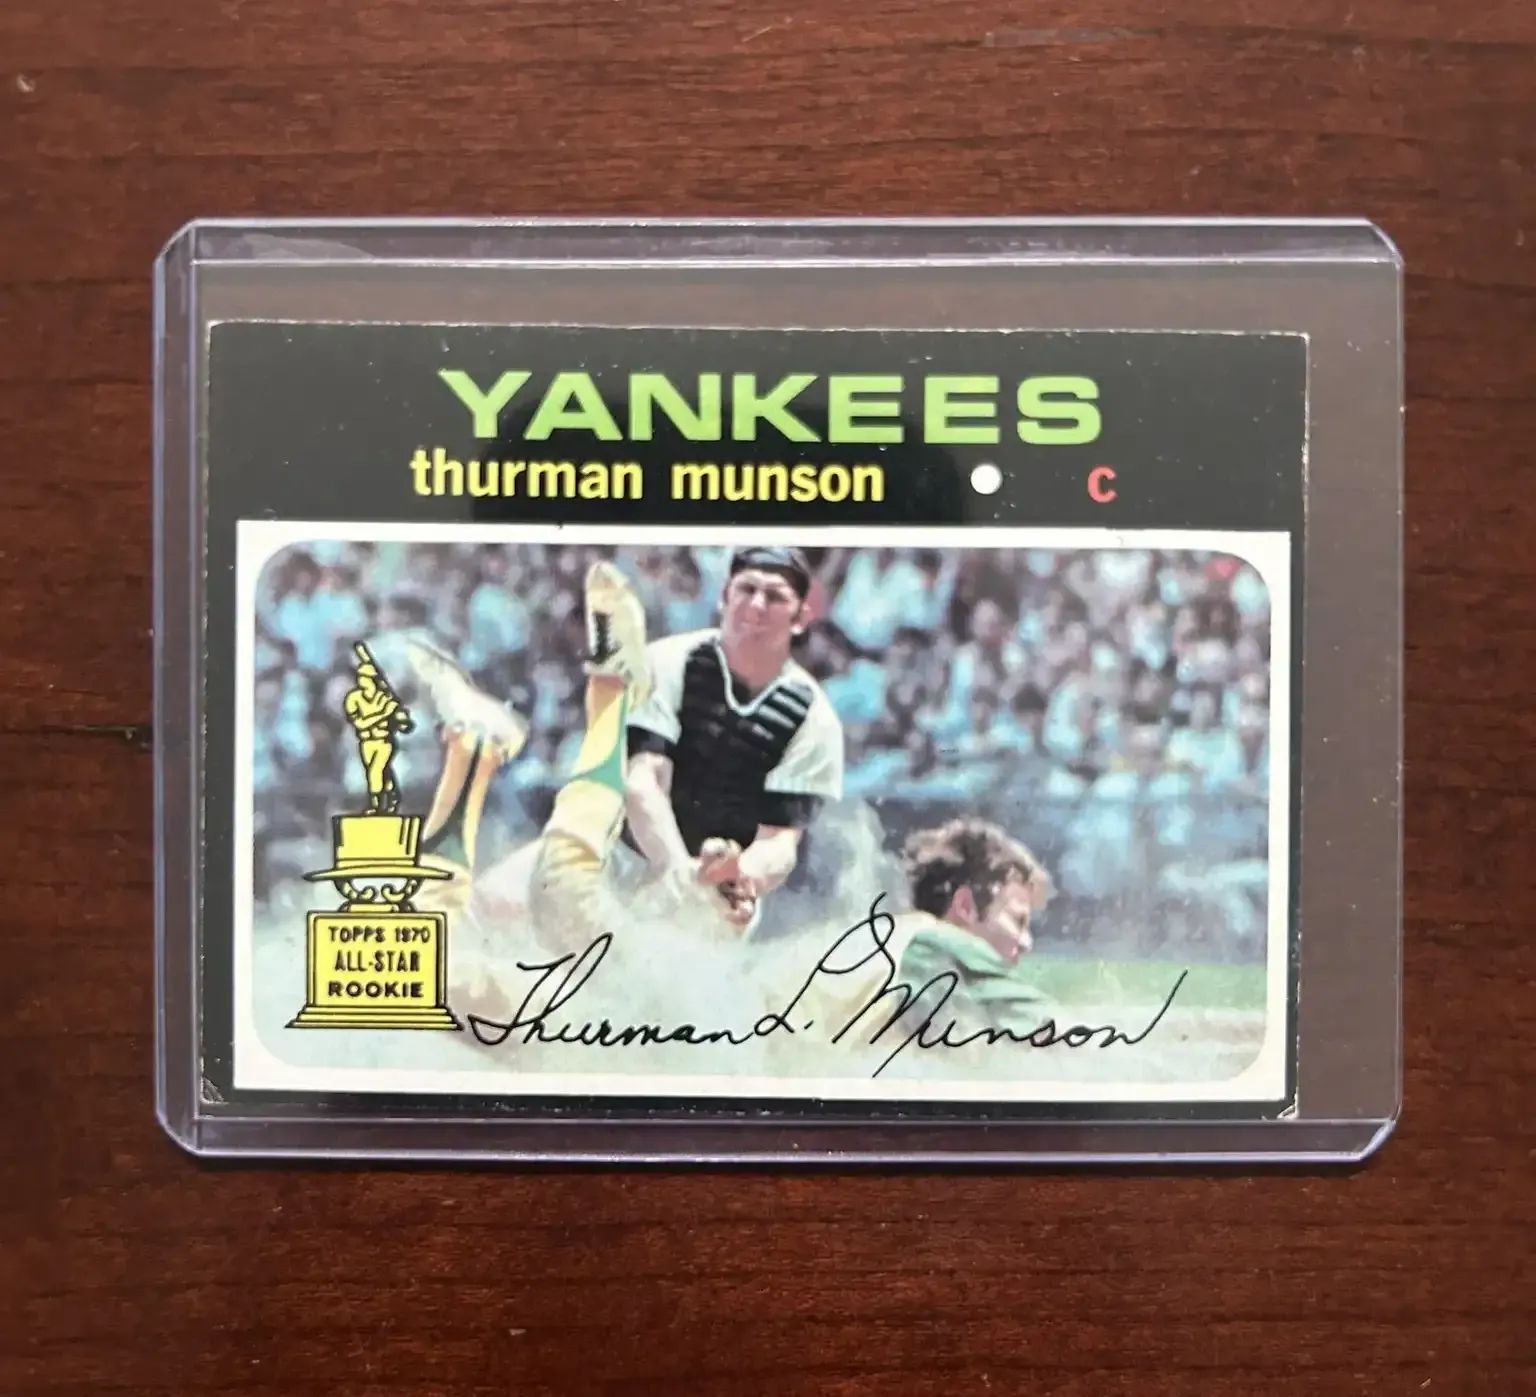 YANKEES
thurman munson • c
TOPPS 1970
ALL-STAR
ROOKIE
Thurman L. Munson